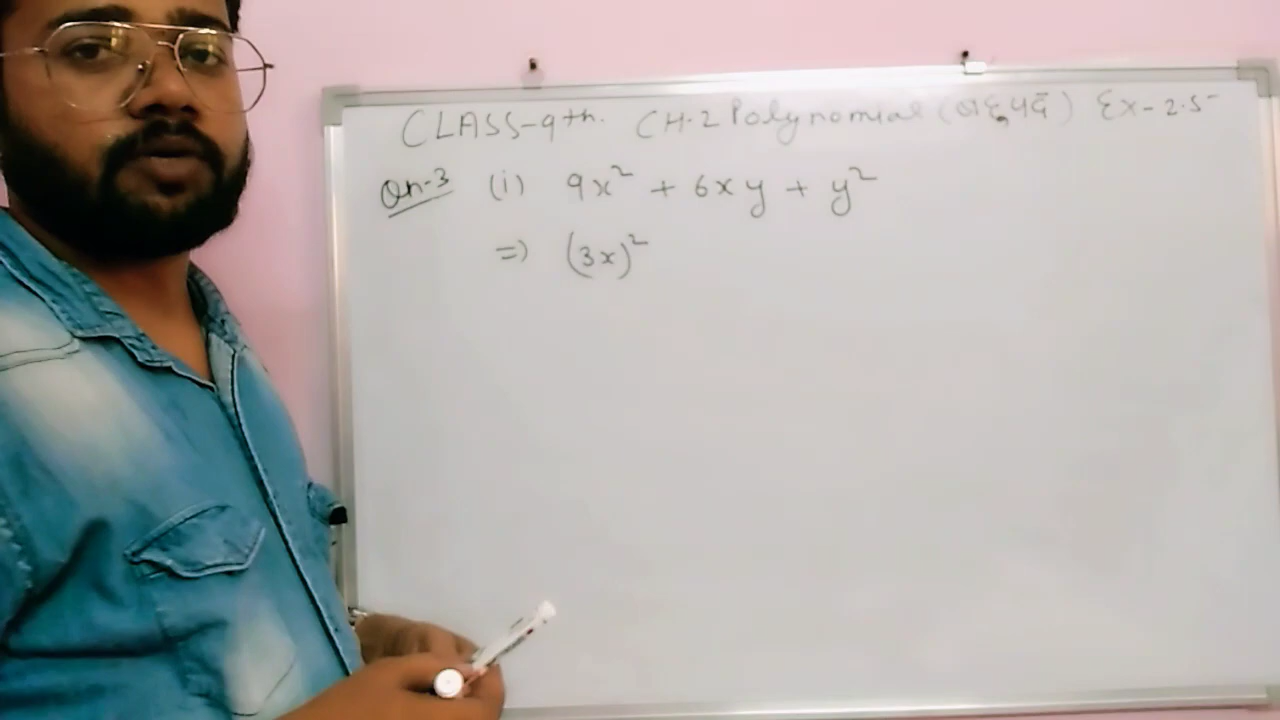 CLASS-9th. CH.2 Polynomial (बहुपद) Ex-2.5
Qn-3 (i) 9x² + 6xy + y²
=) (3x)²